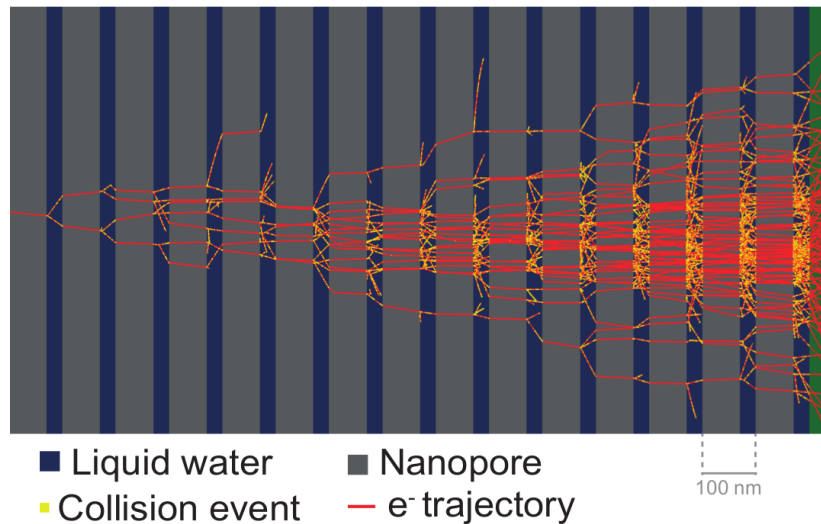 Liquid water
Nanopore
100 nm
Collision event
e⁻ trajectory